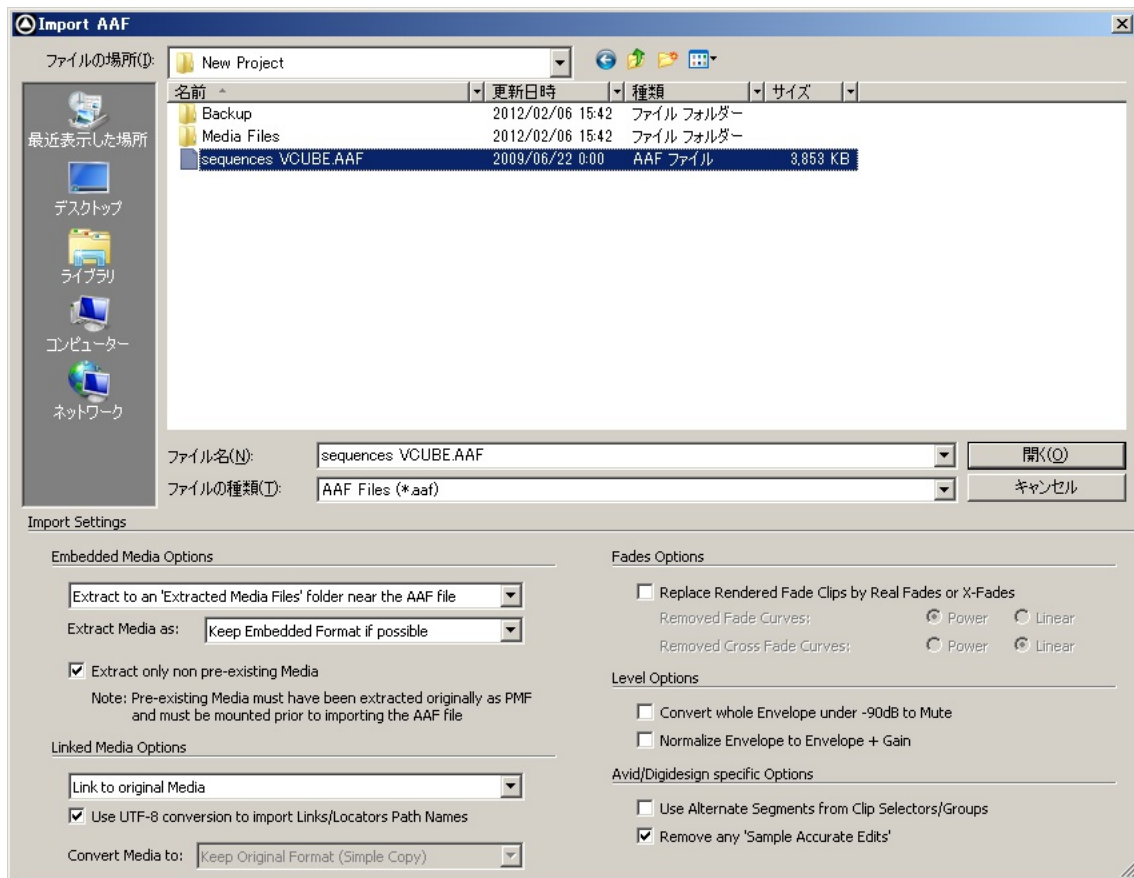 Import AAF
ファイルの場所(I):
New Project
名前
更新日時
種類
サイズ
Backup
2012/02/06 15:42
ファイル フォルダー
Media Files
2012/02/06 15:42
ファイル フォルダー
sequences VCUBE.AAF
2009/06/22 0:00
AAF ファイル
3,853 KB
最近表示した場所
デスクトップ
ライブラリ
コンピューター
ネットワーク
ファイル名(N):
sequences VCUBE.AAF
開く(O)
ファイルの種類(T):
AAF Files (*.aaf)
キャンセル
Import Settings
Embedded Media Options
Extract to an 'Extracted Media Files' folder near the AAF file
Extract Media as:
Keep Embedded Format if possible
Extract only non pre-existing Media
Note: Pre-existing Media must have been extracted originally as PMF
and must be mounted prior to importing the AAF file
Linked Media Options
Link to original Media
Use UTF-8 conversion to import Links/Locators Path Names
Convert Media to:
Keep Original Format (Simple Copy)
Fades Options
Replace Rendered Fade Clips by Real Fades or X-Fades
Removed Fade Curves:
Power
Linear
Removed Cross Fade Curves:
Power
Linear
Level Options
Convert whole Envelope under -90dB to Mute
Normalize Envelope to Envelope + Gain
Avid/Digidesign specific Options
Use Alternate Segments from Clip Selectors/Groups
Remove any 'Sample Accurate Edits'